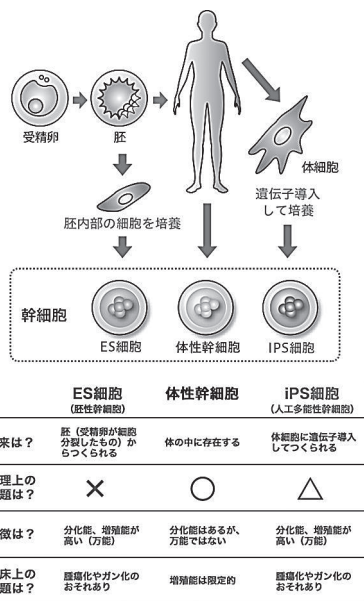 受精卵
胚
体細胞
遺伝子導入
して培養
胚内部の細胞を培養
幹細胞
ES細胞
体性幹細胞
IPS細胞
ES細胞
(胚性幹細胞)
体性幹細胞
iPS細胞
(人工多能性幹細胞)
来は?
胚(受精卵が細胞
分裂したもの)か
らつくられる
体の中に存在する
体細胞に遺伝子導入
してつくられる
理上の
題は?
×
○
△
徴は?
分化能、増殖能が
高い(万能)
分化能はあるが、
万能ではない
分化能、増殖能が
高い(万能)
床上の
題は?
腫瘍化やガン化の
おそれあり
増殖能は限定的
腫瘍化やガン化の
おそれあり